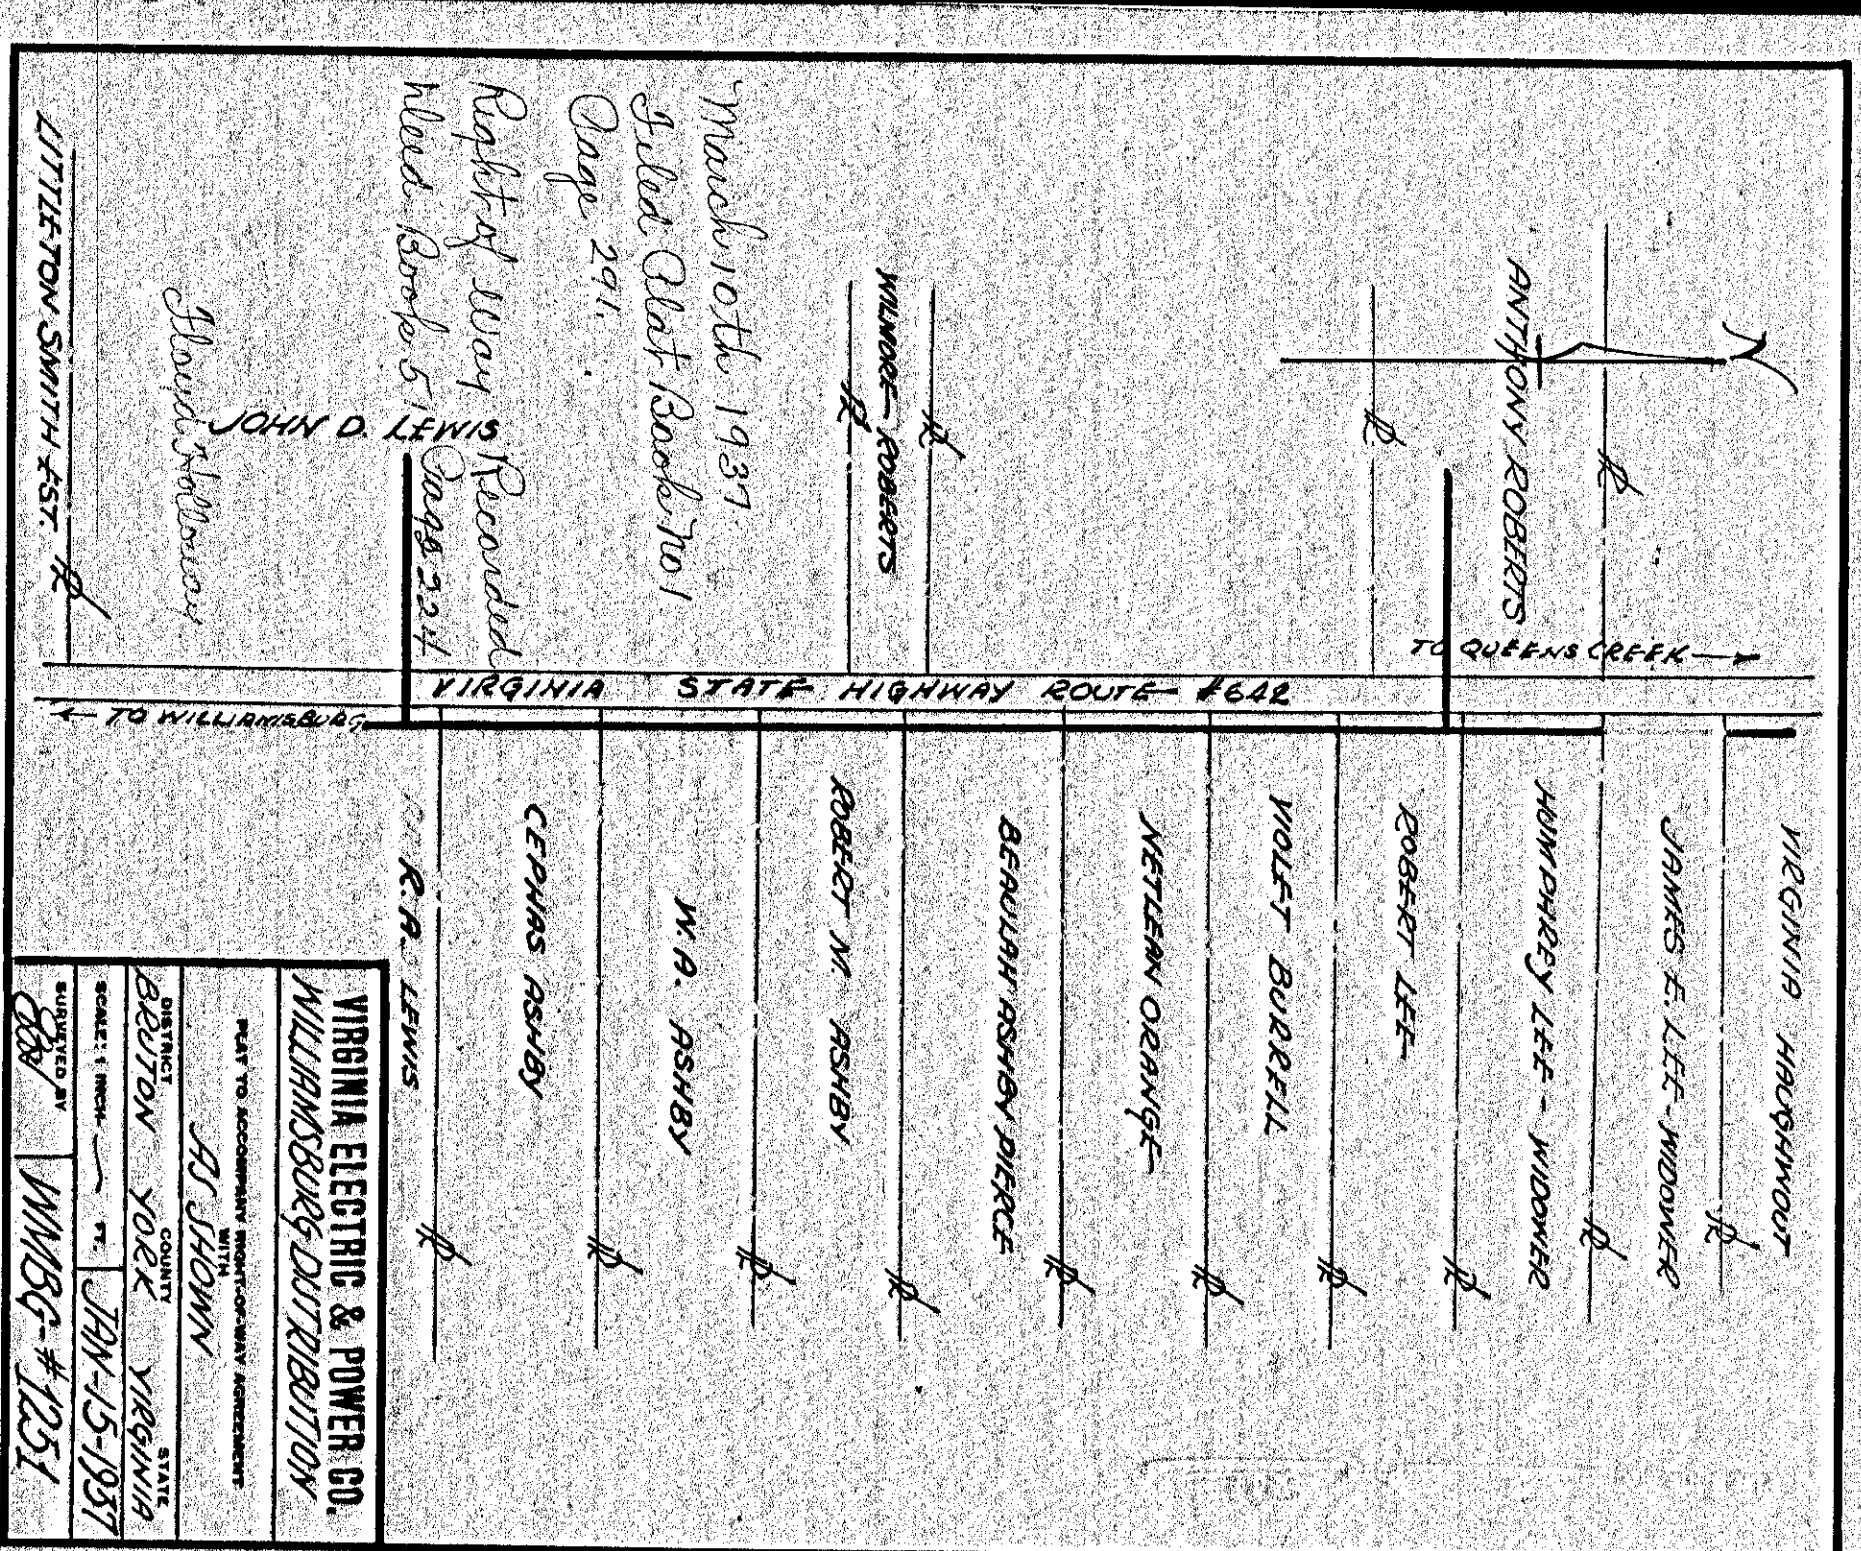 March 10th 1937
Filed Plat Book No 1
Page 291.
Right of Way Recorded
Deed Book 51 Page 224
Floyd Holloway
LITTLETON SMITH EST.
JOHN D. LEWIS
WILMORE ROBERTS
ANTHONY ROBERTS
TO QUEENS CREEK →
VIRGINIA STATE HIGHWAY ROUTE #642
← TO WILLIAMSBURG
VIRGINIA HAUGHWOUT
JAMES E. LEE - WIDOWER
HUMPHREY LEE - WIDOWER
ROBERT LEE
VIOLET BURRELL
NETLEAN ORANGE
BEAULAH ASHBY PIERCE
ROBERT N. ASHBY
W.A. ASHBY
CEPHAS ASHBY
R.A. LEWIS
VIRGINIA ELECTRIC & POWER CO.
WILLIAMSBURG DISTRIBUTION
PLAT TO ACCOMPANY RIGHT-OF-WAY AGREEMENT
WITH
AS SHOWN
DISTRICT COUNTY STATE
BRUTON YORK VIRGINIA
SCALE: 1 INCH — FT. JAN-15-1937
SURVEYED BY
WMBG-#1251